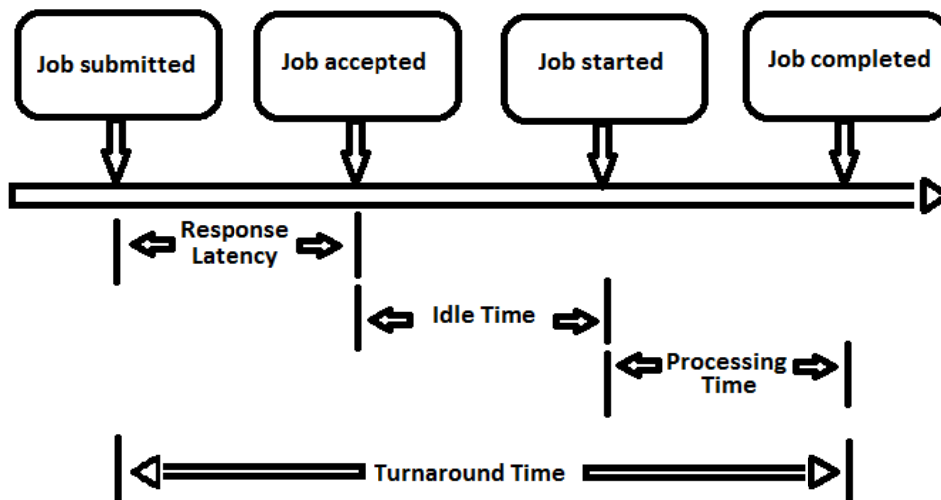 Job submitted
Job accepted
Job started
Job completed
Response
Latency
Idle Time
Processing
Time
Turnaround Time